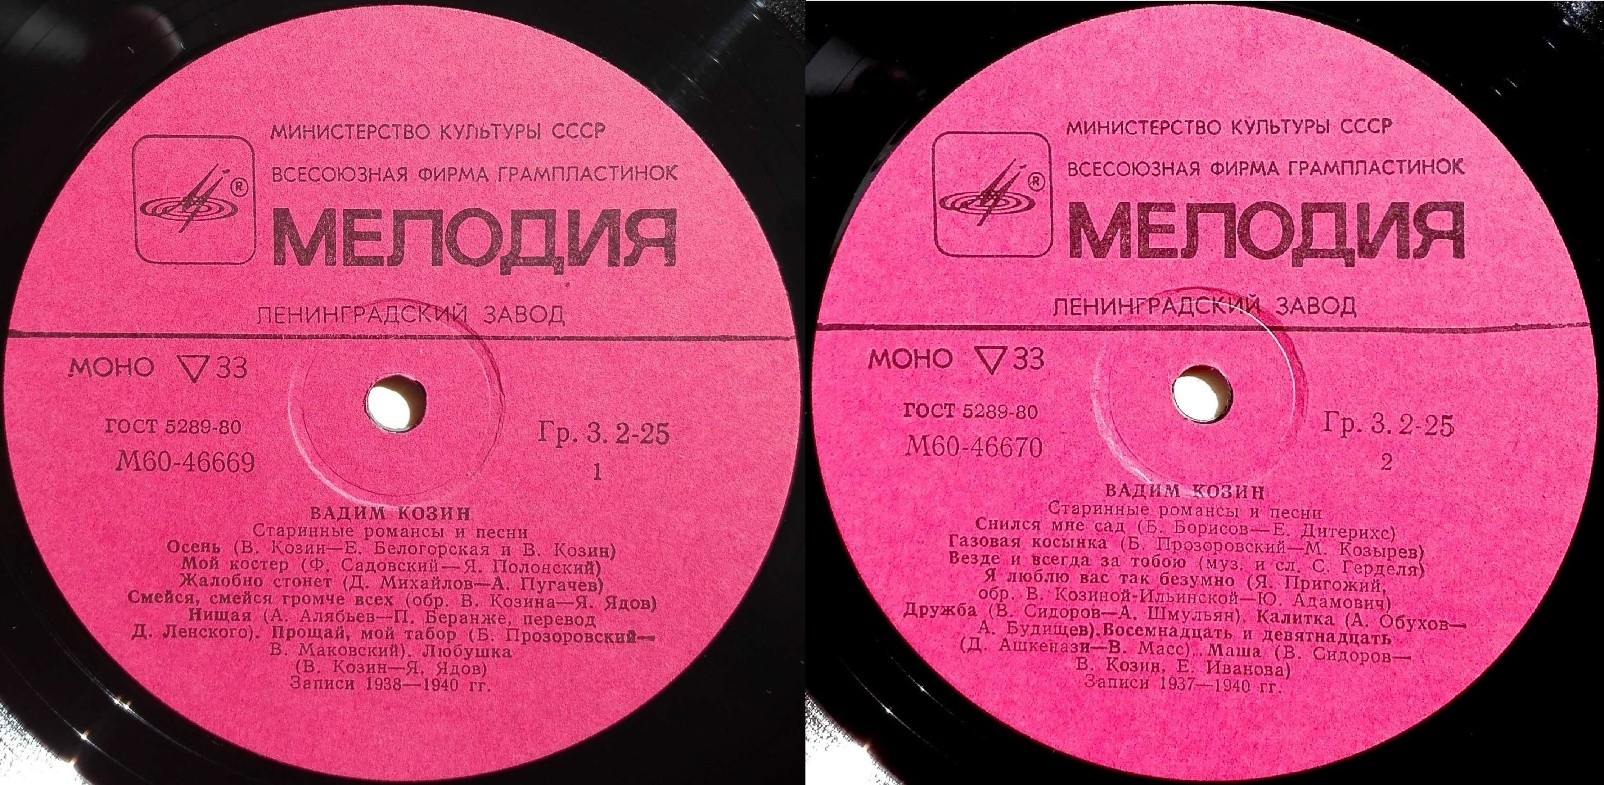 МИНИСТЕРСТВО КУЛЬТУРЫ СССР
ВСЕСОЮЗНАЯ ФИРМА ГРАМПЛАСТИНОК
®
МЕЛОДИЯ
ЛЕНИНГРАДСКИЙ ЗАВОД
МОНО ▽ 33
ГОСТ 5289-80
М60-46669
Гр. 3. 2-25
1
ВАДИМ КОЗИН
Старинные романсы и песни
Осень (В. Козин—Е. Белогорская и В. Козин)
Мой костер (Ф. Садовский—Я. Полонский)
Жалобно стонет (Д. Михайлов—А. Пугачев)
Смейся, смейся громче всех (обр. В. Козина—Я. Ядов)
Нищая (А. Алябьев—П. Беранже, перевод
Д. Ленского). Прощай, мой табор (Б. Прозоровский—
В. Маковский). Любушка
(В. Козин—Я. Ядов)
Записи 1938—1940 гг.
МИНИСТЕРСТВО КУЛЬТУРЫ СССР
ВСЕСОЮЗНАЯ ФИРМА ГРАМПЛАСТИНОК
®
МЕЛОДИЯ
ЛЕНИНГРАДСКИЙ ЗАВОД
МОНО ▽ 33
ГОСТ 5289-80
М60-46670
Гр. 3. 2-25
2
ВАДИМ КОЗИН
Старинные романсы и песни
Снился мне сад (Б. Борисов—Е. Дитерихс)
Газовая косынка (Б. Прозоровский—М. Козырев)
Везде и всегда за тобою (муз. и сл. С. Герделя)
Я люблю вас так безумно (Я. Пригожий,
обр. В. Козиной-Ильинской—Ю. Адамович)
Дружба (В. Сидоров—А. Шмульян). Калитка (А. Обухов—
А. Будищев). Восемнадцать и девятнадцать
(Д. Ашкенази—В. Масс). Маша (В. Сидоров—
В. Козин, Е. Иванова)
Записи 1937—1940 гг.